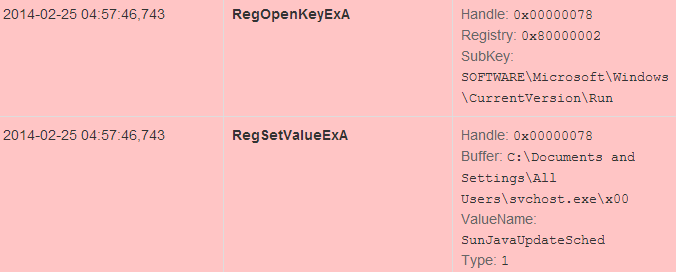 2014-02-25 04:57:46,743 RegOpenKeyExA Handle: 0x00000078
Registry: 0x80000002
SubKey:
SOFTWARE\Microsoft\Windows
\CurrentVersion\Run
2014-02-25 04:57:46,743 RegSetValueExA Handle: 0x00000078
Buffer: C:\Documents and
Settings\All
Users\svchost.exe\x00
ValueName:
SunJavaUpdateSched
Type: 1